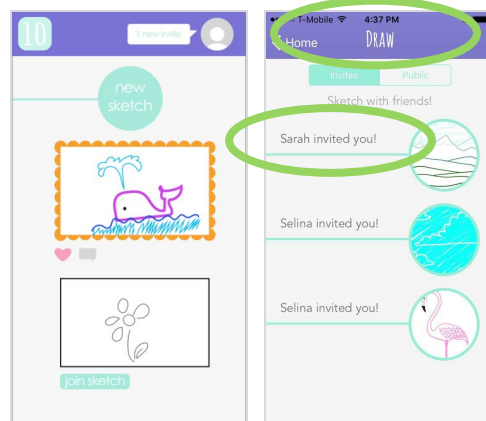 10
1 new invite
new
sketch
join sketch
T-Mobile 4:37 PM
Home
DRAW
Invites
Public
Sketch with friends!
Sarah invited you!
Selina invited you!
Selina invited you!